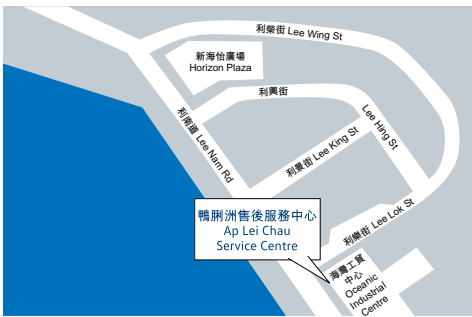 利榮街 Lee Wing St
新海怡廣場
Horizon Plaza
利興街
利南道 Lee Nam Rd
Lee Hing St
利景街 Lee King St
鴨脷洲售後服務中心
Ap Lei Chau
Service Centre
利樂街 Lee Lok St
海灣工貿
中心
Oceanic
Industrial
Centre